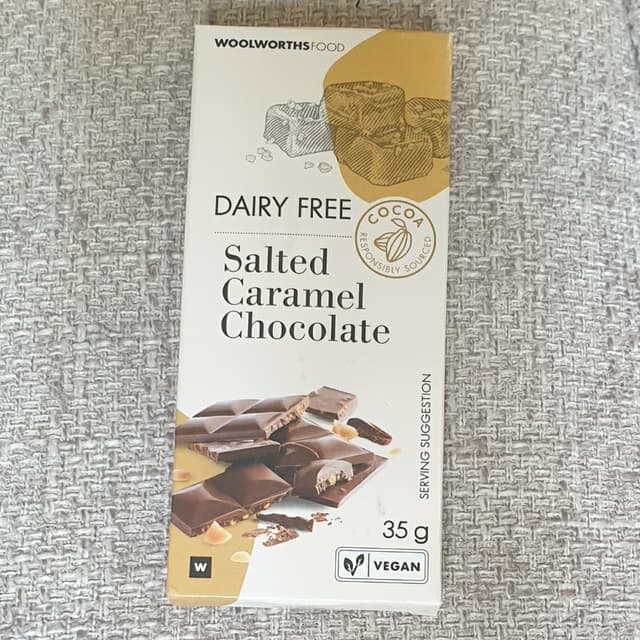 WOOLWORTHSFOOD
DAIRY FREE
COCOA
RESPONSIBLY SOURCED
Salted
Caramel
Chocolate
SERVING SUGGESTION
35 g
W
VEGAN